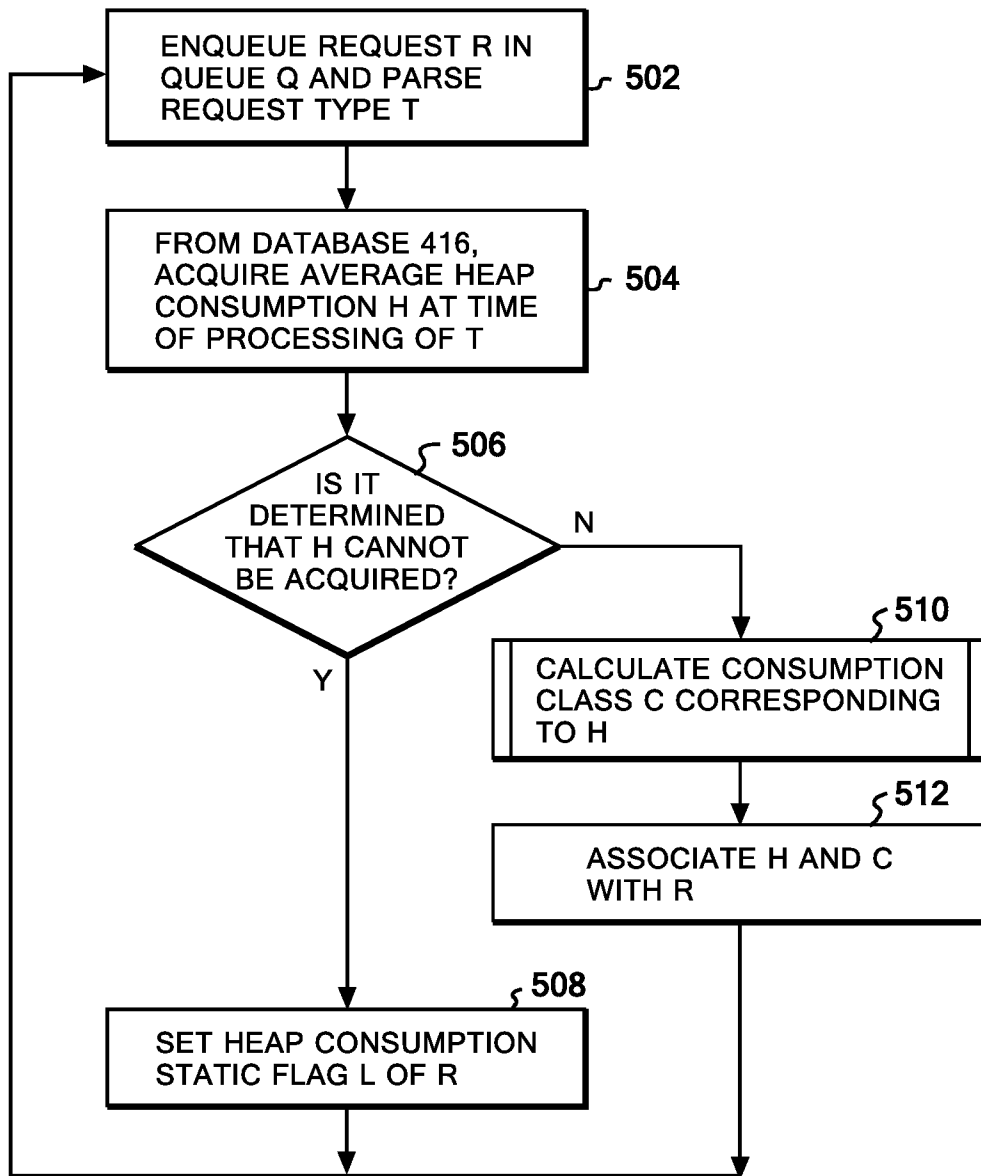 ENQUEUE REQUEST R IN
QUEUE Q AND PARSE
REQUEST TYPE T
502
FROM DATABASE 416,
ACQUIRE AVERAGE HEAP
CONSUMPTION H AT TIME
OF PROCESSING OF T
504
506
IS IT
DETERMINED
THAT H CANNOT
BE ACQUIRED?
N
Y
510
CALCULATE CONSUMPTION
CLASS C CORRESPONDING
TO H
512
ASSOCIATE H AND C
WITH R
508
SET HEAP CONSUMPTION
STATIC FLAG L OF R